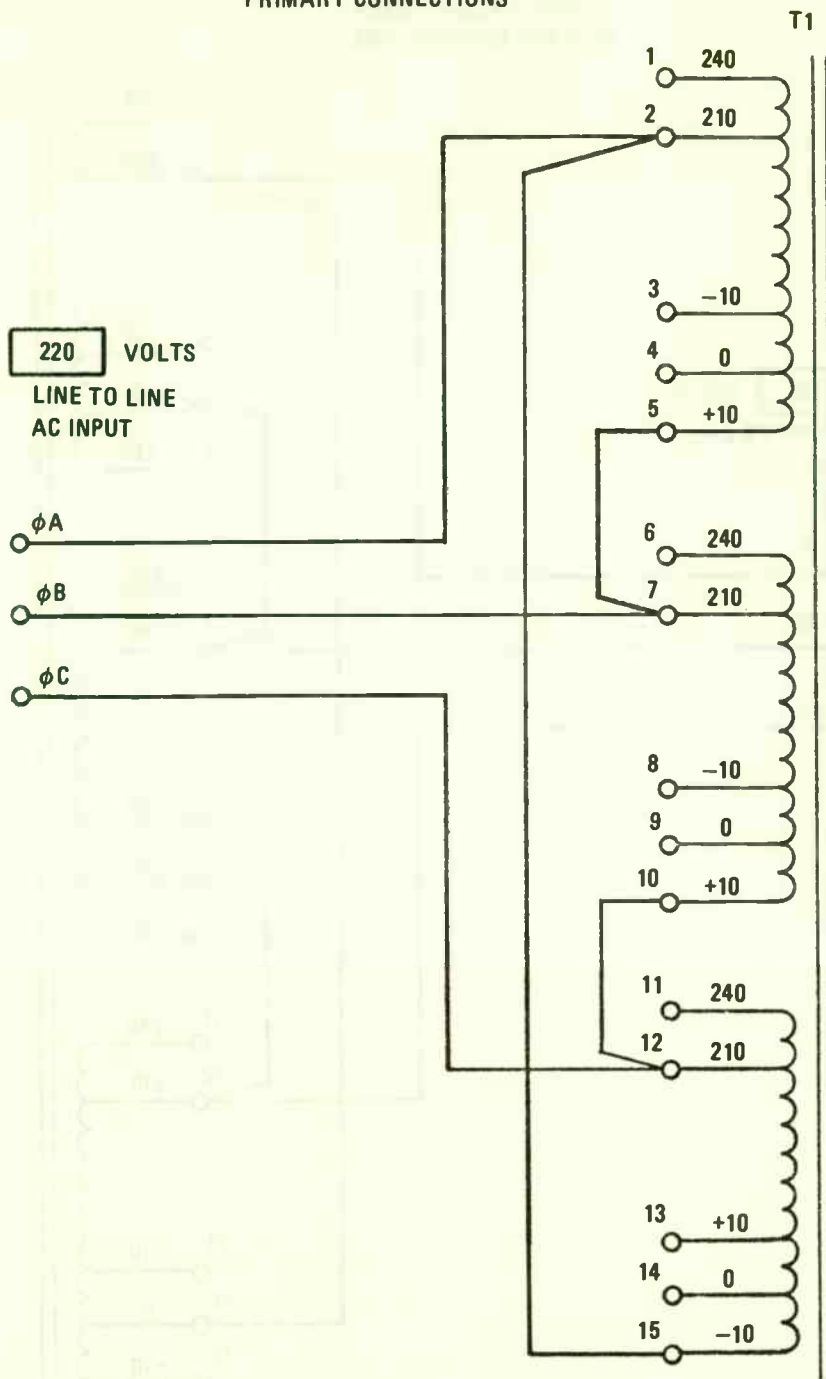 PRIMARY CONNECTIONS
T1
1 240
2 210
3 −10
4 0
5 +10
220 VOLTS
LINE TO LINE
AC INPUT
φA
φB
φC
6 240
7 210
8 −10
9 0
10 +10
11 240
12 210
13 +10
14 0
15 −10